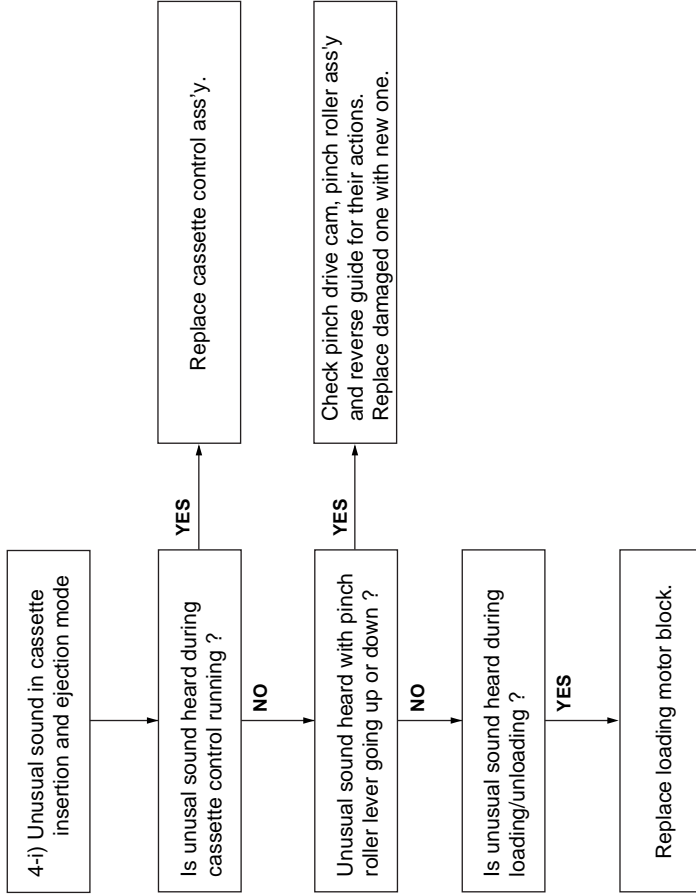 4-i) Unusual sound in cassette
insertion and ejection mode
Is unusual sound heard during
cassette control running ?
YES
Replace cassette control ass'y.
NO
Unusual sound heard with pinch
roller lever going up or down ?
YES
Check pinch drive cam, pinch roller ass'y
and reverse guide for their actions.
Replace damaged one with new one.
NO
Is unusual sound heard during
loading/unloading ?
YES
Replace loading motor block.